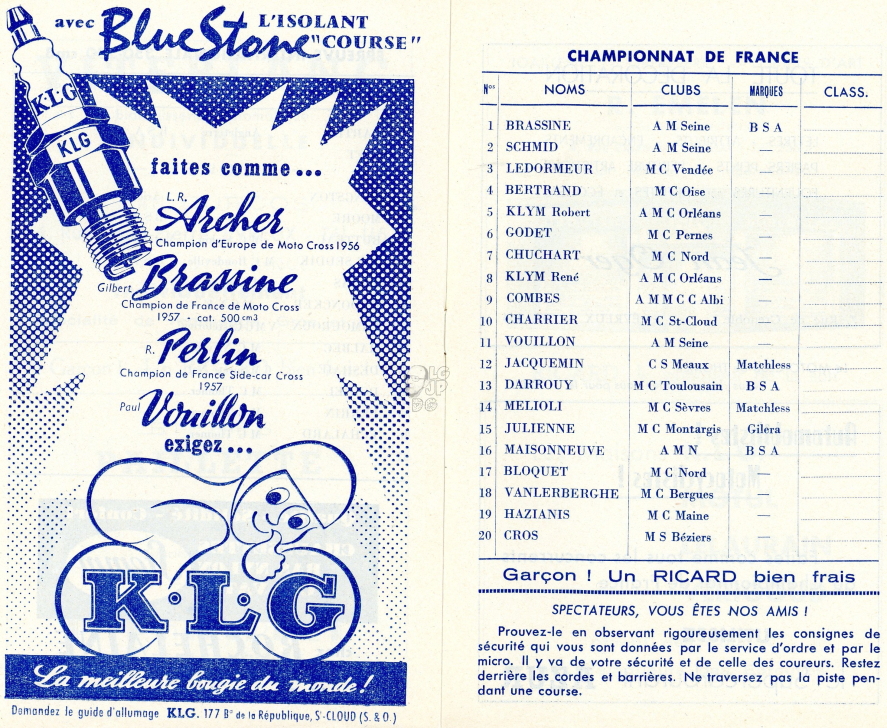 avec BlueStone L'ISOLANT
"COURSE"
K·L·G
KLG
faites comme...
L.R. Archer
Champion d'Europe de Moto Cross 1956
Gilbert Brassine
Champion de France de Moto Cross
1957 - cat. 500 cm3
R. Perlin
Champion de France Side-car Cross
1957
Paul Vouillon
exigez...
K·L·G
La meilleure bougie du monde !
Demandez le guide d'allumage KLG. 177 Bd de la République, St-CLOUD (S. & O.)
CHAMPIONNAT DE FRANCE
Nos NOMS CLUBS MARQUES CLASS.
1 BRASSINE A M Seine B S A
2 SCHMID A M Seine
3 LEDORMEUR M C Vendée —
4 BERTRAND M C Oise —
5 KLYM Robert A M C Orléans —
6 GODET M C Pernes —
7 CHUCHART M C Nord —
8 KLYM René A M C Orléans —
9 COMBES A M M C C Albi —
10 CHARRIER M C St-Cloud —
11 VOUILLON A M Seine —
12 JACQUEMIN C S Meaux Matchless
13 DARROUY M C Toulousain B S A
14 MELIOLI M C Sèvres Matchless
15 JULIENNE M C Montargis Gilera
16 MAISONNEUVE A M N B S A
17 BLOQUET M C Nord —
18 VANLERBERGHE M C Bergues —
19 HAZIANIS M C Maine —
20 CROS M S Béziers —
Garçon ! Un RICARD bien frais
SPECTATEURS, VOUS ÊTES NOS AMIS !
Prouvez-le en observant rigoureusement les consignes de
sécurité qui vous sont données par le service d'ordre et par le
micro. Il y va de votre sécurité et de celle des coureurs. Restez
derrière les cordes et barrières. Ne traversez pas la piste pen-
dant une course.